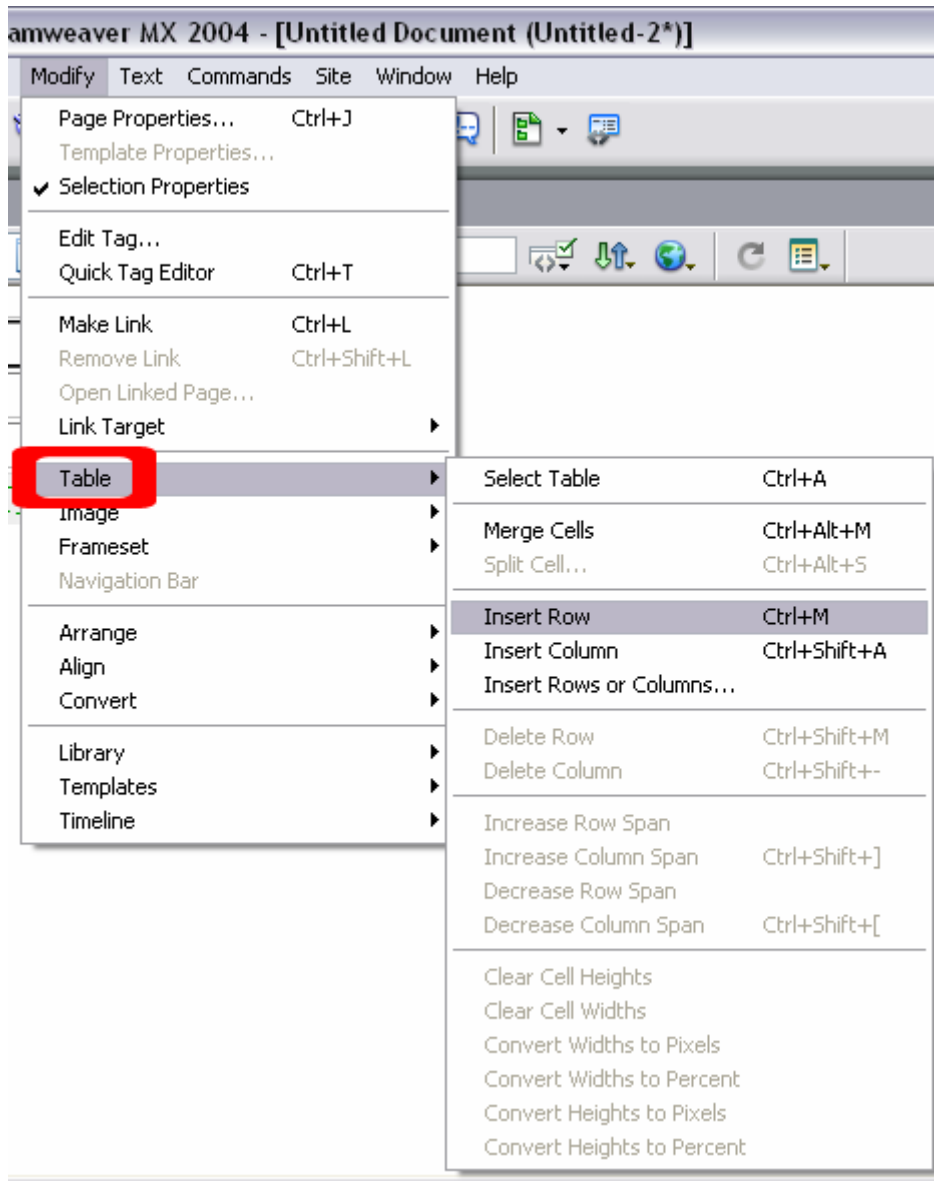 amweaver MX 2004 - [Untitled Document (Untitled-2*)]
Modify Text Commands Site Window Help
Page Properties... Ctrl+J
Template Properties...
Selection Properties
Edit Tag...
Quick Tag Editor Ctrl+T
Make Link Ctrl+L
Remove Link Ctrl+Shift+L
Open Linked Page...
Link Target
Table
Image
Frameset
Navigation Bar
Arrange
Align
Convert
Library
Templates
Timeline
Select Table Ctrl+A
Merge Cells Ctrl+Alt+M
Split Cell... Ctrl+Alt+S
Insert Row Ctrl+M
Insert Column Ctrl+Shift+A
Insert Rows or Columns...
Delete Row Ctrl+Shift+M
Delete Column Ctrl+Shift+-
Increase Row Span
Increase Column Span Ctrl+Shift+]
Decrease Row Span
Decrease Column Span Ctrl+Shift+[
Clear Cell Heights
Clear Cell Widths
Convert Widths to Pixels
Convert Widths to Percent
Convert Heights to Pixels
Convert Heights to Percent